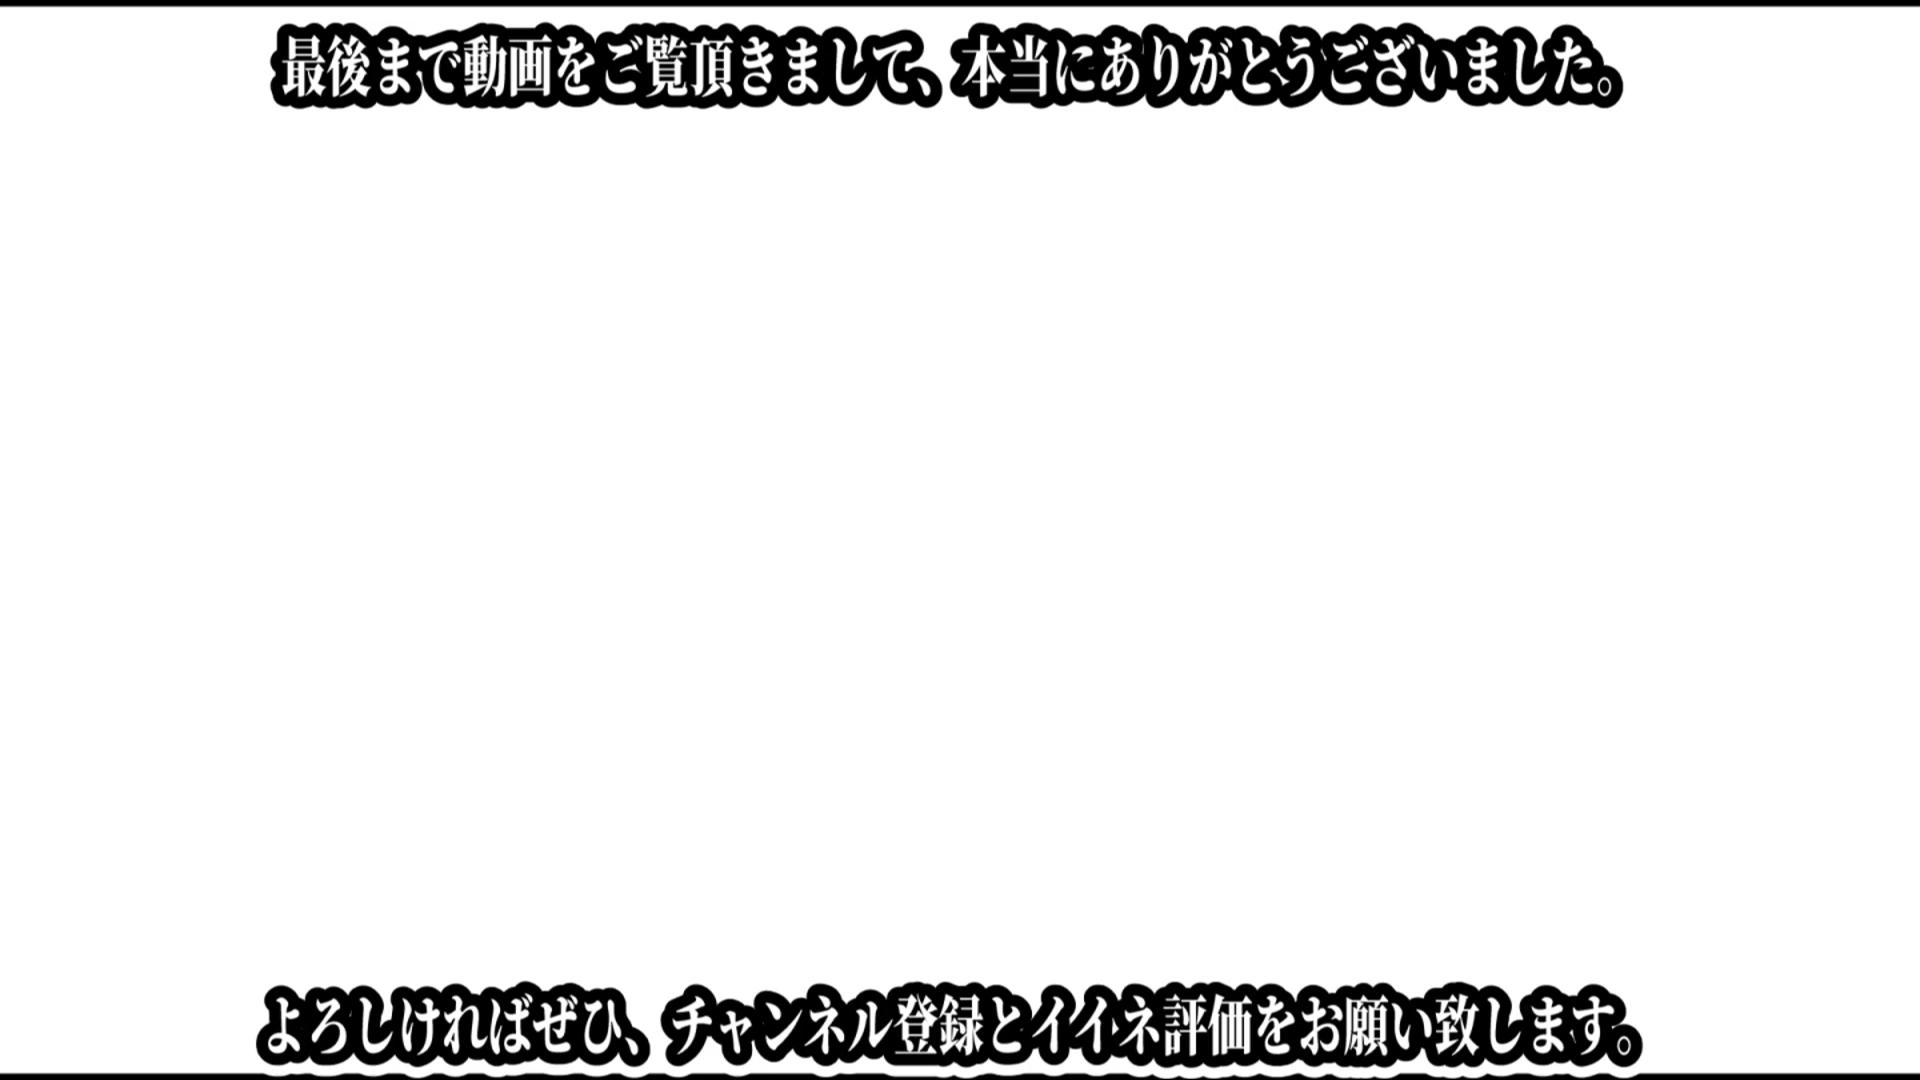 最後まで動画をご覧頂きまして、本当にありがとうございました。
よろしければぜひ、チャンネル登録とイイネ評価をお願い致します。